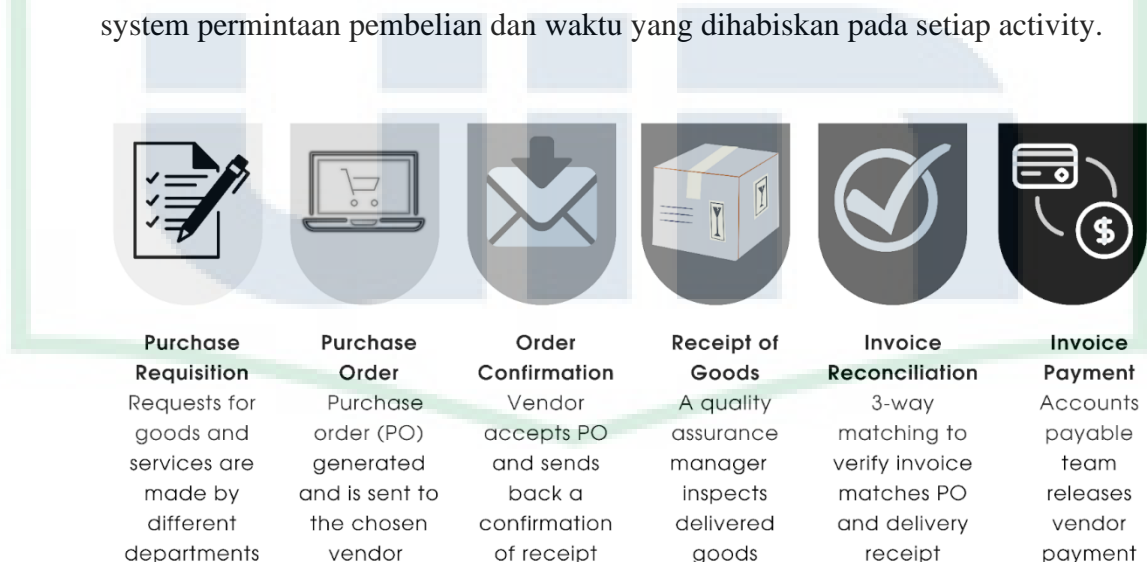 system permintaan pembelian dan waktu yang dihabiskan pada setiap activity.
Purchase
Requisition
Requests for
goods and
services are
made by
different
departments
Purchase
Order
Purchase
order (PO)
generated
and is sent to
the chosen
vendor
Order
Confirmation
Vendor
accepts PO
and sends
back a
confirmation
of receipt
Receipt of
Goods
A quality
assurance
manager
inspects
delivered
goods
Invoice
Reconciliation
3-way
matching to
verify invoice
matches PO
and delivery
receipt
Invoice
Payment
Accounts
payable
team
releases
vendor
payment